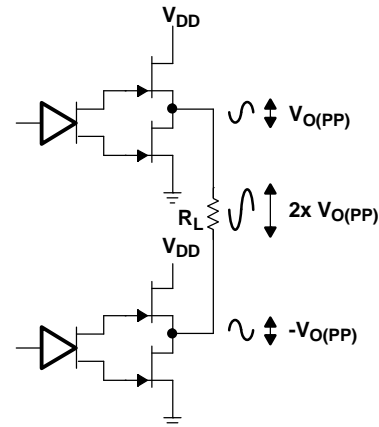 VDD
VO(PP)
RL
2x VO(PP)
VDD
-VO(PP)